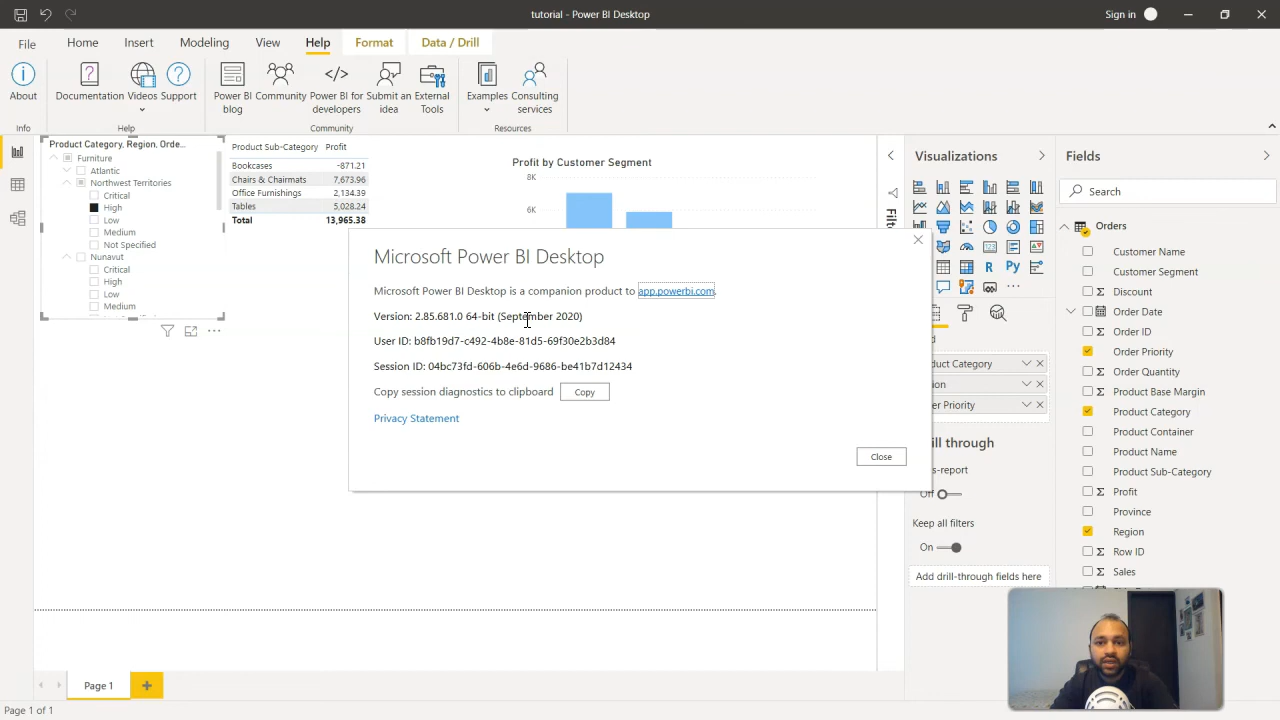 tutorial - Power BI Desktop
Sign in
File
Home
Insert
Modeling
View
Help
Format
Data / Drill
About
Documentation
Videos
Support
Power BI blog
Community
Power BI for developers
Submit an idea
External Tools
Examples
Consulting services
Info
Help
Community
Resources
Product Category, Region, Orde...
Furniture
Atlantic
Northwest Territories
Critical
High
Low
Medium
Not Specified
Nunavut
Critical
High
Low
Medium
Product Sub-Category Profit
Bookcases -871.21
Chairs & Chairmats 7,673.96
Office Furnishings 2,134.39
Tables 5,028.24
Total 13,965.38
Profit by Customer Segment
8K
6K
Microsoft Power BI Desktop
Microsoft Power BI Desktop is a companion product to app.powerbi.com.
Version: 2.85.681.0 64-bit (September 2020)
User ID: b8fb19d7-c492-4b8e-81d5-69f30e2b3d84
Session ID: 04bc73fd-606b-4e6d-9686-be41b7d12434
Copy session diagnostics to clipboard Copy
Privacy Statement
Close
Visualizations
R Py
duct Category
ion
er Priority
ll through
s-report
Off
Keep all filters
On
Add drill-through fields here
Fields
Search
Orders
Customer Name
Customer Segment
Discount
Order Date
Order ID
Order Priority
Order Quantity
Product Base Margin
Product Category
Product Container
Product Name
Product Sub-Category
Profit
Province
Region
Row ID
Sales
Page 1
Page 1 of 1